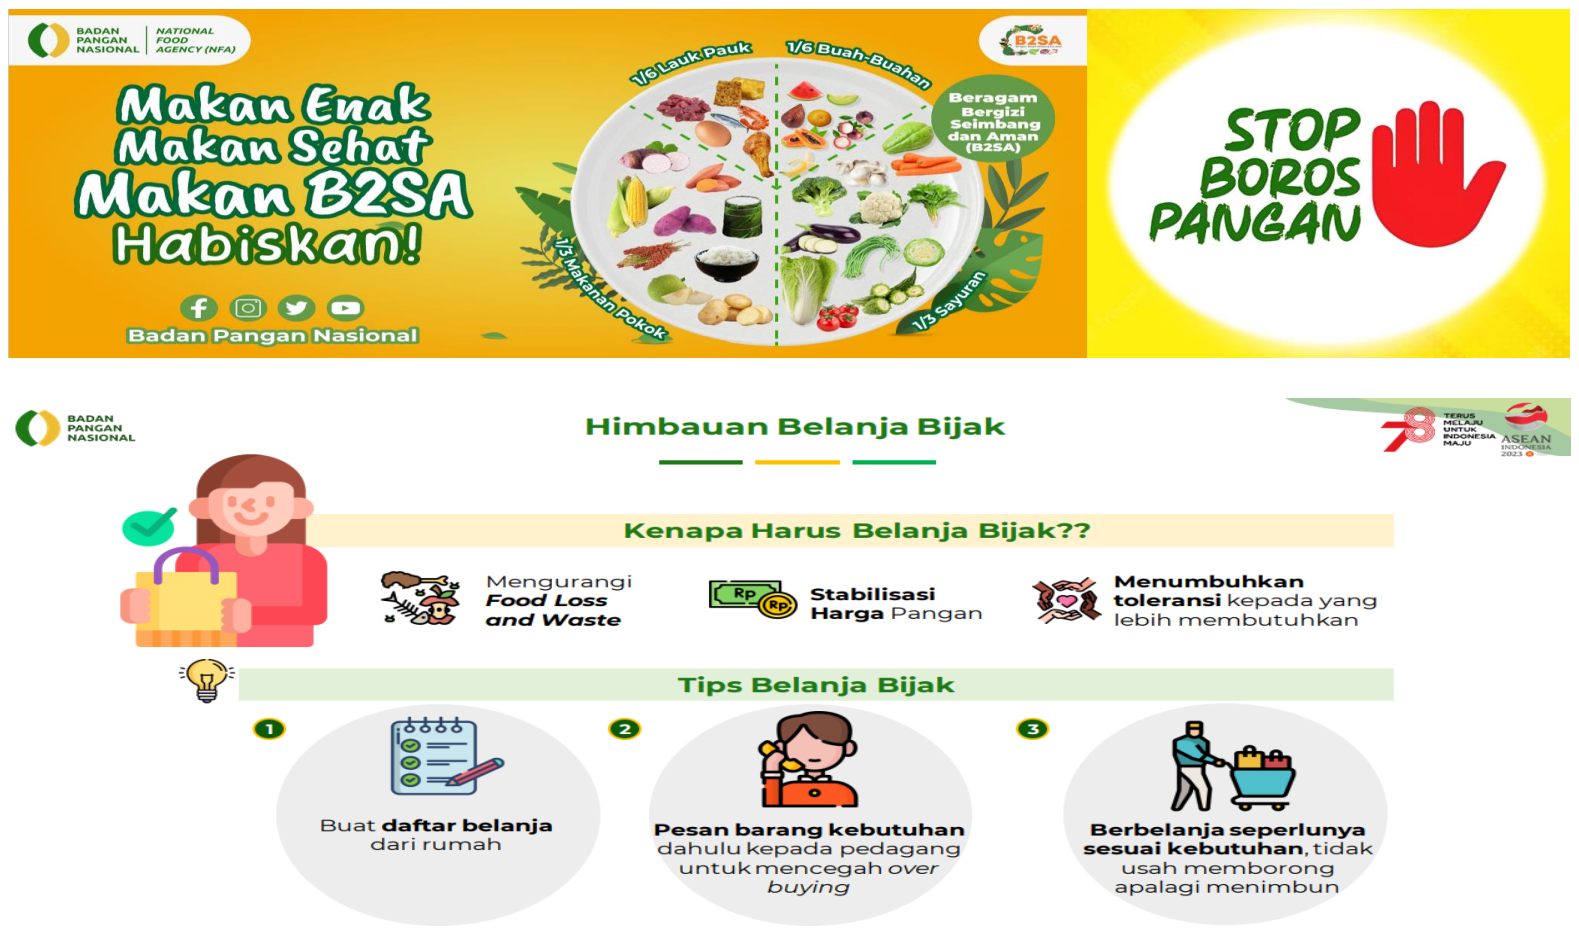 BADAN
PANGAN
NASIONAL
NATIONAL
FOOD
AGENCY (NFA)
B2SA
Makan Enak
Makan Sehat
Makan B2SA
Habiskan!
Badan Pangan Nasional
1/6 Lauk Pauk
1/6 Buah-Buahan
Beragam
Bergizi
Seimbang
dan Aman
(B2SA)
1/3 Makanan Pokok
1/3 Sayuran
STOP
BOROS
PANGAN
BADAN
PANGAN
NASIONAL
Himbauan Belanja Bijak
78
TERUS
MELAJU
UNTUK
INDONESIA
MAJU
ASEAN
INDONESIA
2023
Kenapa Harus Belanja Bijak??
Mengurangi
Food Loss
and Waste
Rp
Rp
Stabilisasi
Harga Pangan
Menumbuhkan
toleransi kepada yang
lebih membutuhkan
Tips Belanja Bijak
1
Buat daftar belanja
dari rumah
2
Pesan barang kebutuhan
dahulu kepada pedagang
untuk mencegah over
buying
3
Berbelanja seperlunya
sesuai kebutuhan, tidak
usah memborong
apalagi menimbun